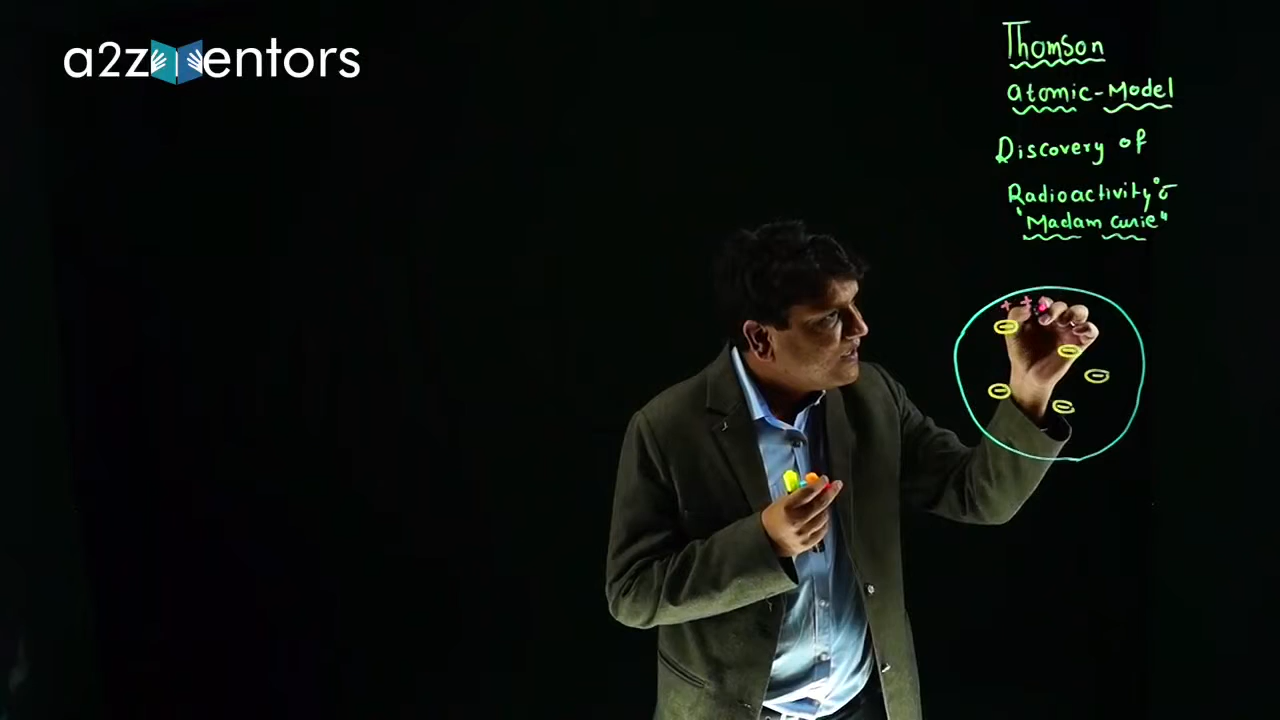 a2zmentors
Thomson
atomic-Model
Discovery of
Radioactivity
"Madam Curie"
+ +